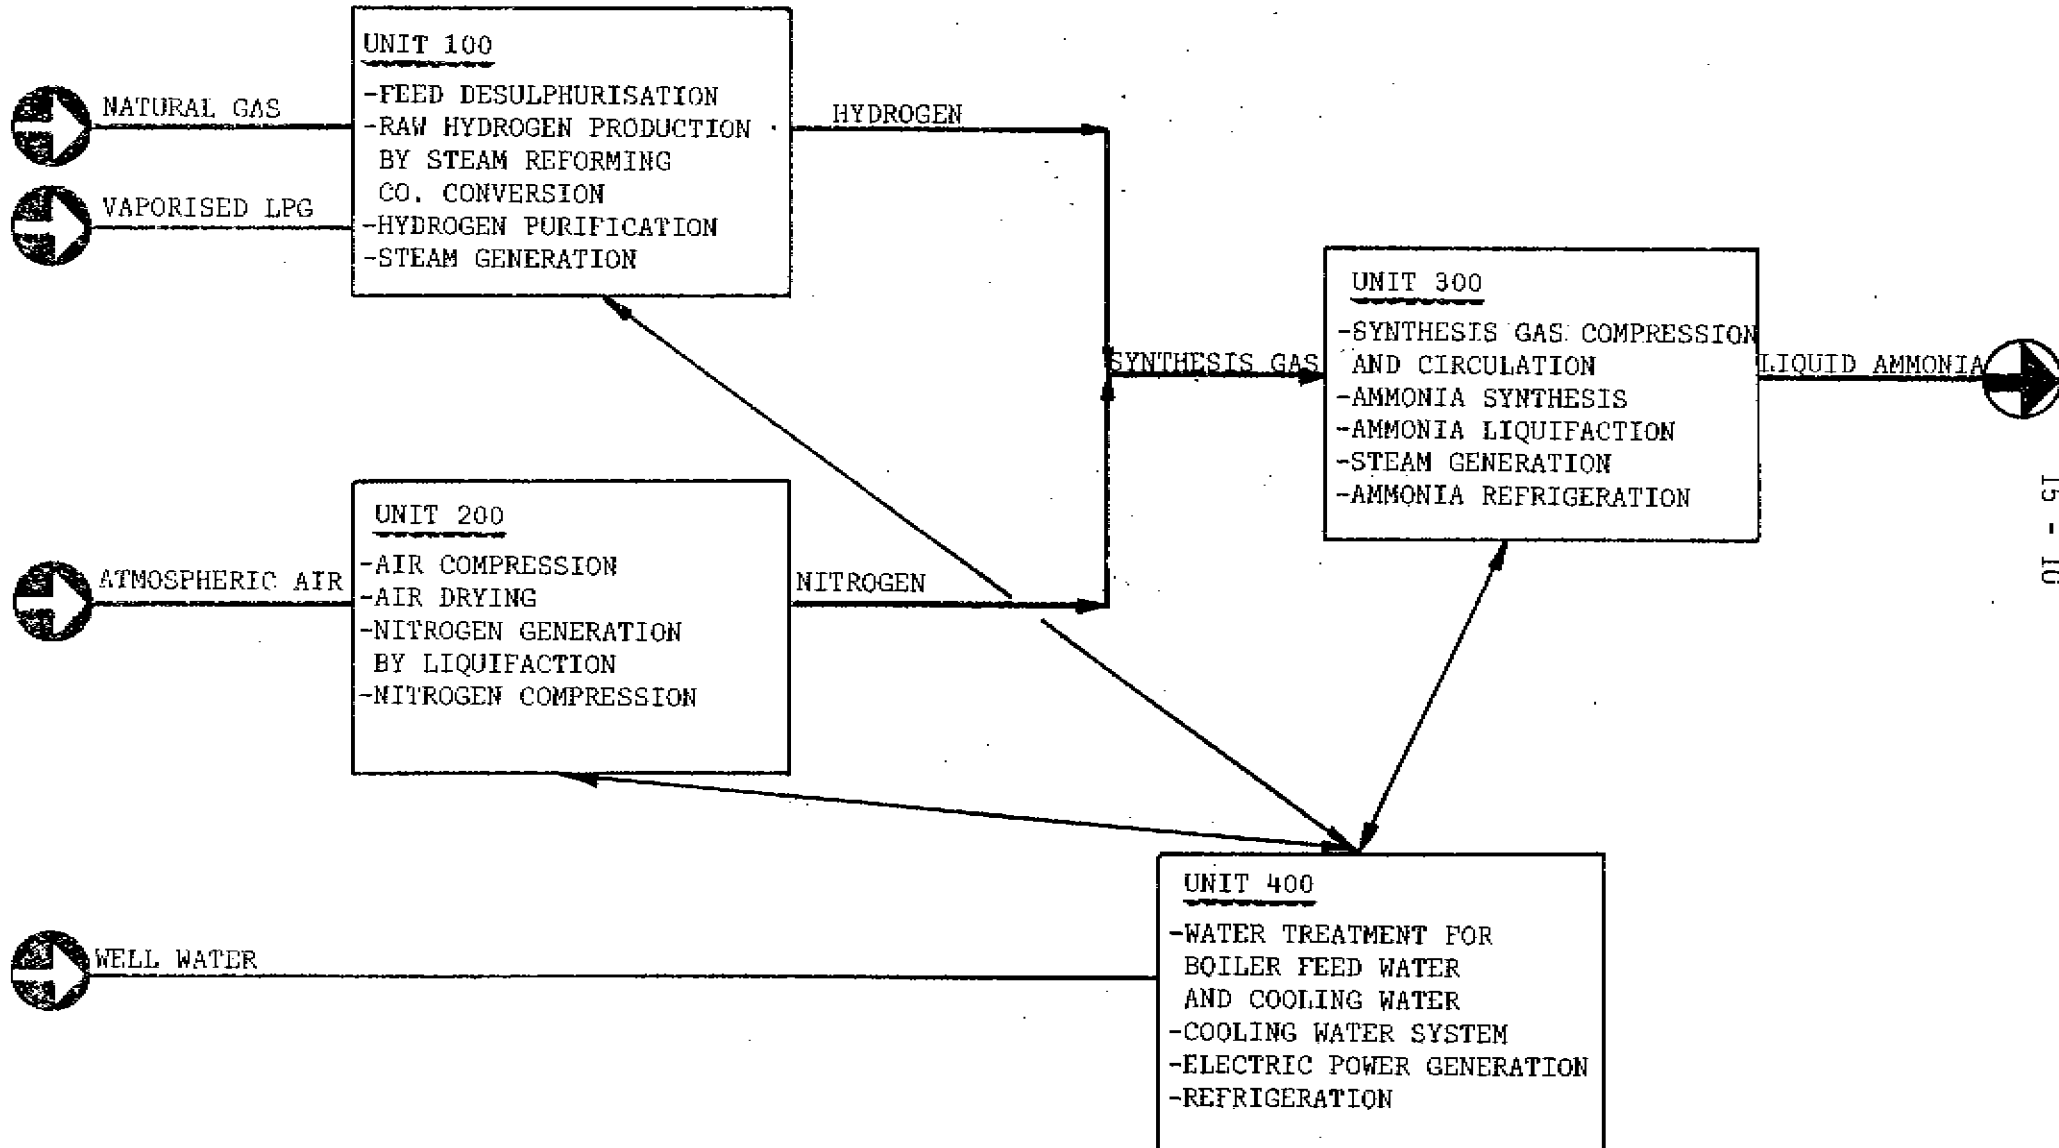 UNIT 100
-FEED DESULPHURISATION
-RAW HYDROGEN PRODUCTION
BY STEAM REFORMING
CO. CONVERSION
-HYDROGEN PURIFICATION
-STEAM GENERATION
NATURAL GAS
VAPORISED LPG
HYDROGEN
UNIT 200
-AIR COMPRESSION
-AIR DRYING
-NITROGEN GENERATION
BY LIQUIFACTION
-NITROGEN COMPRESSION
ATMOSPHERIC AIR
NITROGEN
SYNTHESIS GAS
UNIT 300
-SYNTHESIS GAS COMPRESSION
AND CIRCULATION
-AMMONIA SYNTHESIS
-AMMONIA LIQUIFACTION
-STEAM GENERATION
-AMMONIA REFRIGERATION
LIQUID AMMONIA
WELL WATER
UNIT 400
-WATER TREATMENT FOR
BOILER FEED WATER
AND COOLING WATER
-COOLING WATER SYSTEM
-ELECTRIC POWER GENERATION
-REFRIGERATION
15 - 10